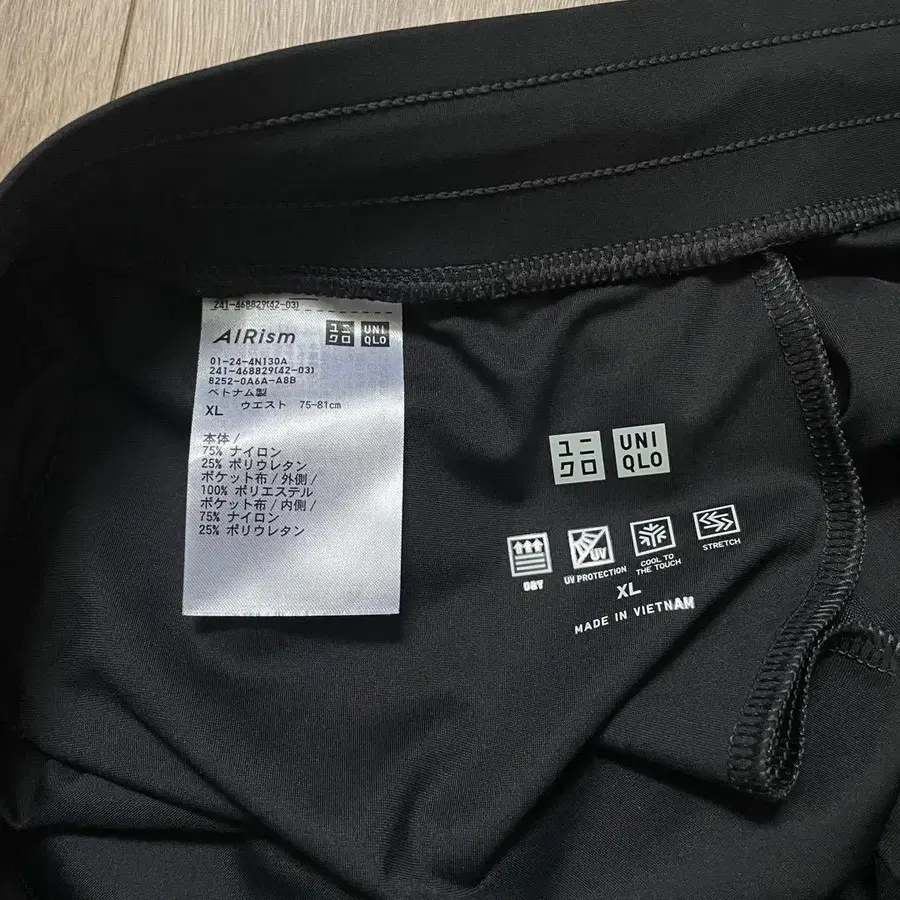 241-468829(42-03)
AIRism ユニクロ UNIQLO
01-24-4N130A
241-468829(42-03)
8252-0A6A-A8B
ベトナム製
XL ウエスト 75-81cm
本体/
75% ナイロン
25% ポリウレタン
ポケット布/外側/
100% ポリエステル
ポケット布/内側/
75% ナイロン
25% ポリウレタン
ユニクロ UNIQLO
UV
DRY
UV PROTECTION
COOL TO
THE TOUCH
STRETCH
XL
MADE IN VIETNAM